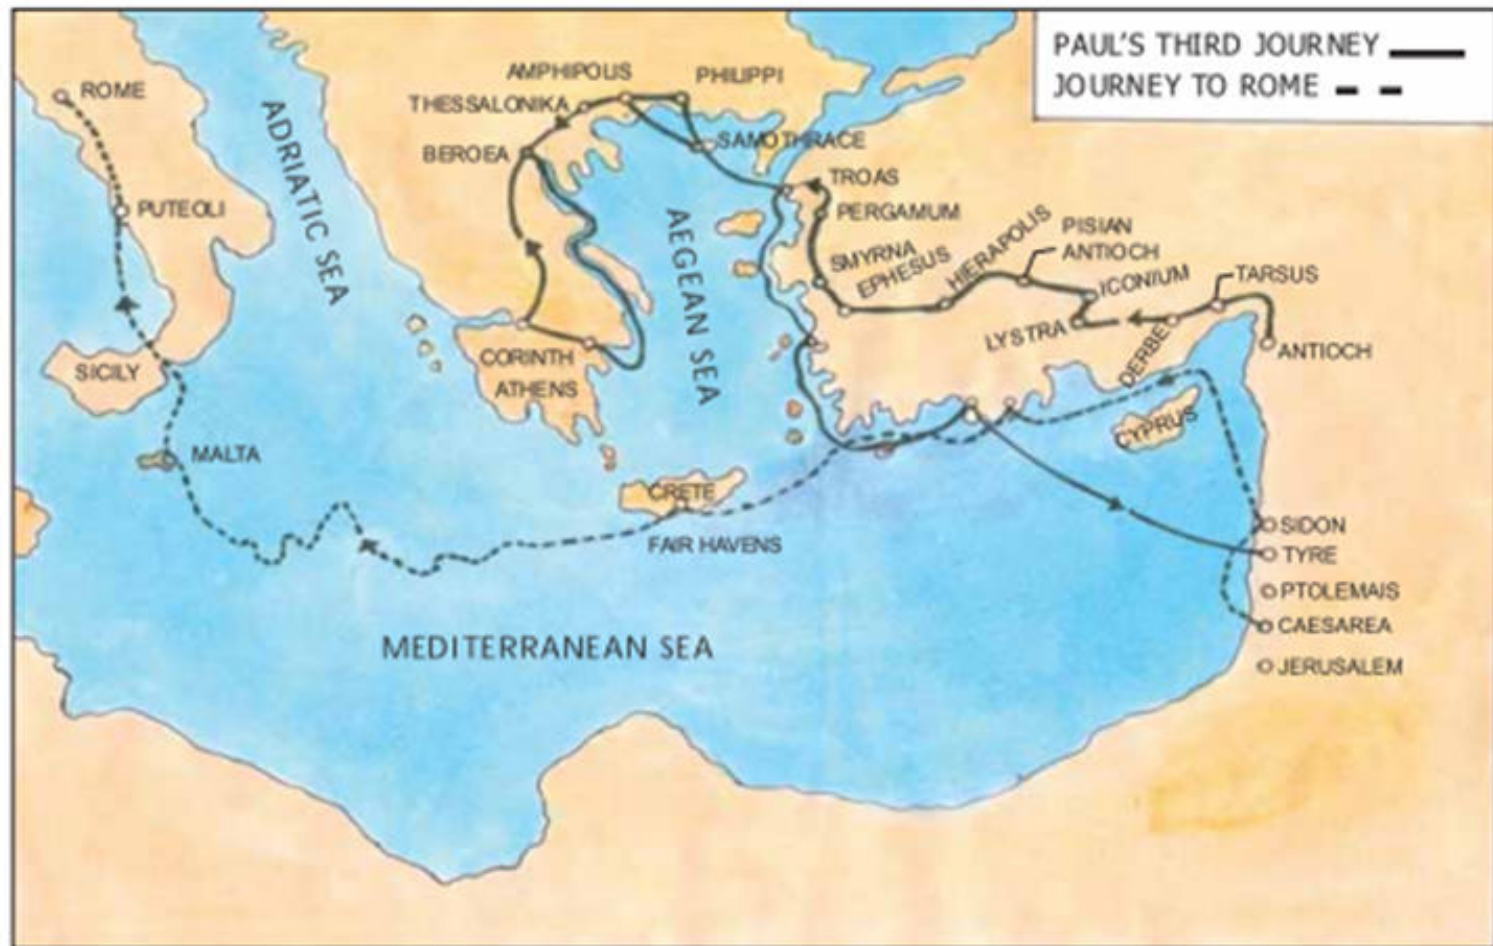 PAUL'S THIRD JOURNEY
JOURNEY TO ROME
ROME
AMPHIPOLIS
PHILIPPI
THESSALONIKA
SAMOTHRACE
BEROEA
ADRIATIC SEA
TROAS
PUTEOLI
PERGAMUM
AEGEAN SEA
SMYRNA
EPHESUS
HIERAPOLIS
PISIAN
ANTIOCH
ICONIUM
TARSUS
LYSTRA
DERBE
ANTIOCH
SICILY
CORINTH
ATHENS
CYPRUS
MALTA
CRETE
FAIR HAVENS
SIDON
TYRE
PTOLEMAIS
CAESAREA
JERUSALEM
MEDITERRANEAN SEA